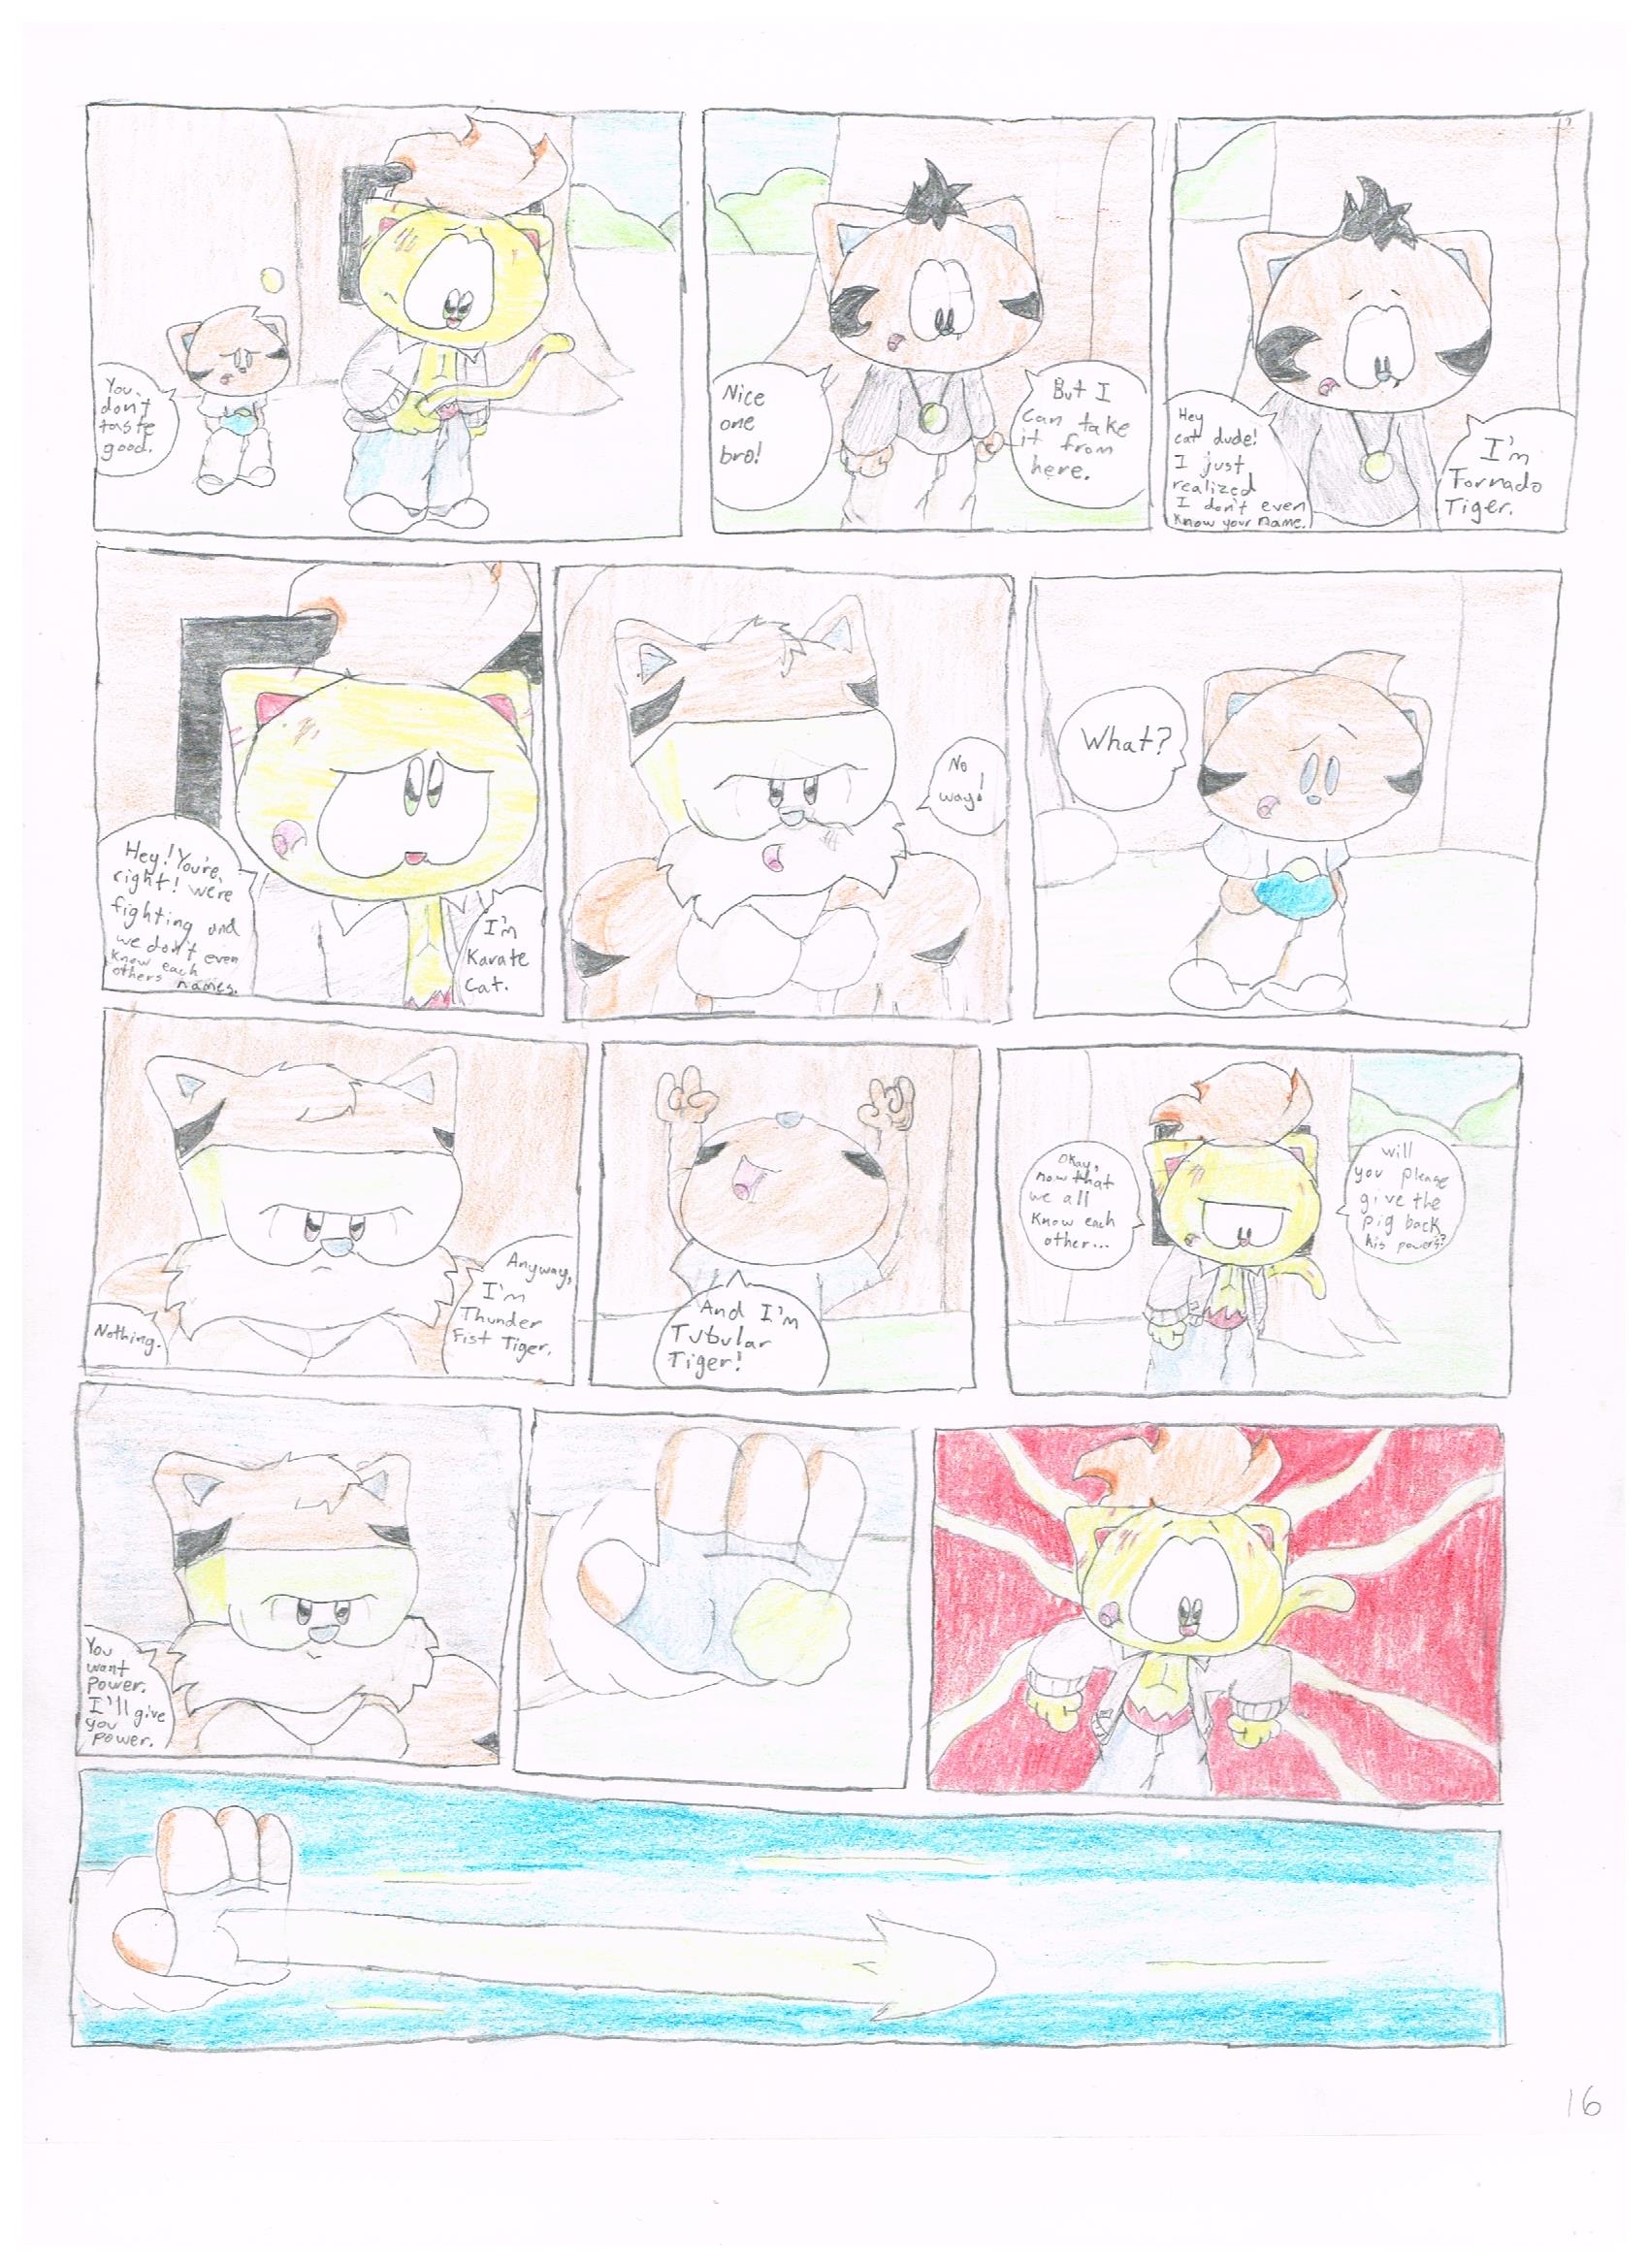 You
don't
taste
good.
Nice
one
bro!
But I
can take
it from
here.
Hey
cat dude!
I just
realized
I don't even
know your name.
I'm
Tornado
Tiger.
Hey! You're
right! were
fighting and
we don't even
know each
others names.
I'm
Karate
Cat.
No
way!
What?
Nothing.
Anyway,
I'm
Thunder
Fist Tiger.
And I'm
Tubular
Tiger!
Okay,
now that
we all
know each
other...
will
you please
give the
pig back
his powers?
You
want
power.
I'll give
you
power.
16